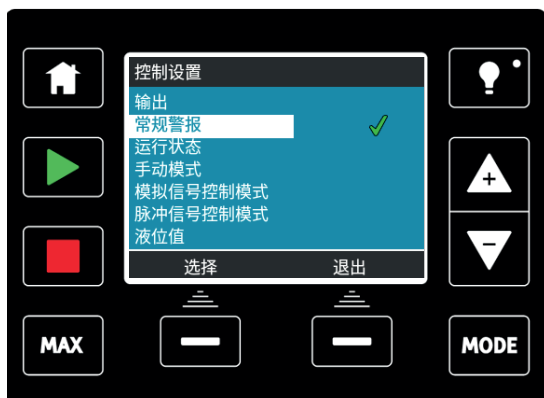 控制设置
输出
常规警报
运行状态
手动模式
模拟信号控制模式
脉冲信号控制模式
液位值
选择 退出
MAX
MODE